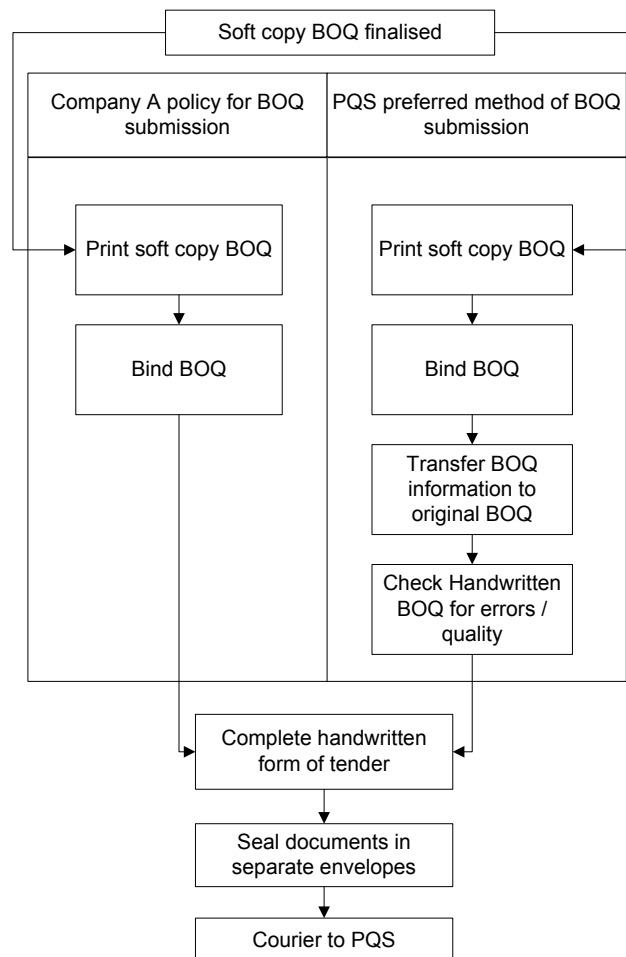 Soft copy BOQ finalised
Company A policy for BOQ
submission
PQS preferred method of BOQ
submission
Print soft copy BOQ
Bind BOQ
Print soft copy BOQ
Bind BOQ
Transfer BOQ
information to
original BOQ
Check Handwritten
BOQ for errors /
quality
Complete handwritten
form of tender
Seal documents in
separate envelopes
Courier to PQS